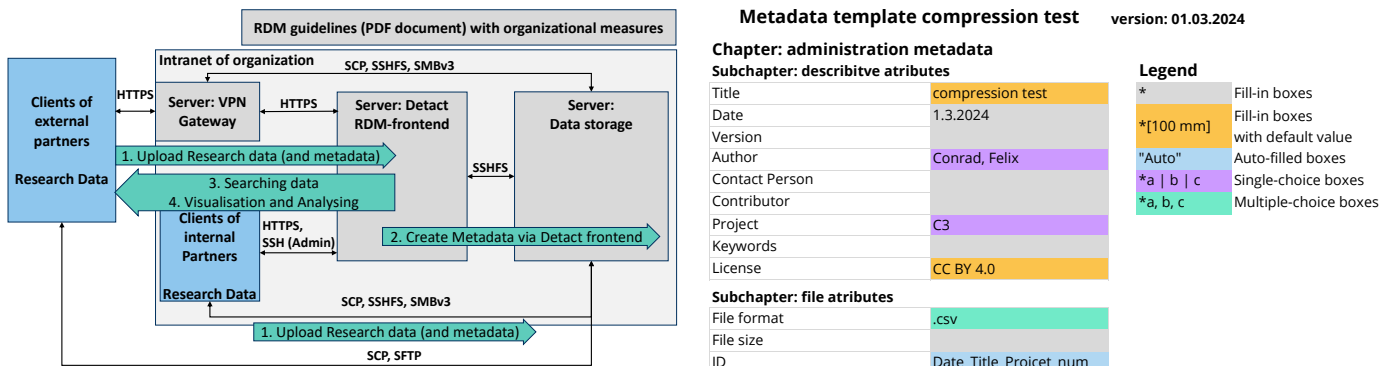 RDM guidelines (PDF document) with organizational measures
Intranet of organization
SCP, SSHFS, SMBv3
Clients of
external
partners
Research Data
HTTPS
Server: VPN
Gateway
HTTPS
Server: Detact
RDM-frontend
Server:
Data storage
1. Upload Research data (and metadata)
SSHFS
3. Searching data
4. Visualisation and Analysing
Clients of
internal
Partners
Research Data
HTTPS,
SSH (Admin)
2. Create Metadata via Detact frontend
SCP, SSHFS, SMBv3
1. Upload Research data (and metadata)
SCP, SFTP
Metadata template compression test version: 01.03.2024
Chapter: administration metadata
Subchapter: describitve atributes
Title compression test
Date 1.3.2024
Version
Author Conrad, Felix
Contact Person
Contributor
Project C3
Keywords
License CC BY 4.0
Subchapter: file atributes
File format .csv
File size
ID Date_Title_Projcet_num
Legend
* Fill-in boxes
*[100 mm] Fill-in boxes
with default value
"Auto" Auto-filled boxes
*a | b | c Single-choice boxes
*a, b, c Multiple-choice boxes